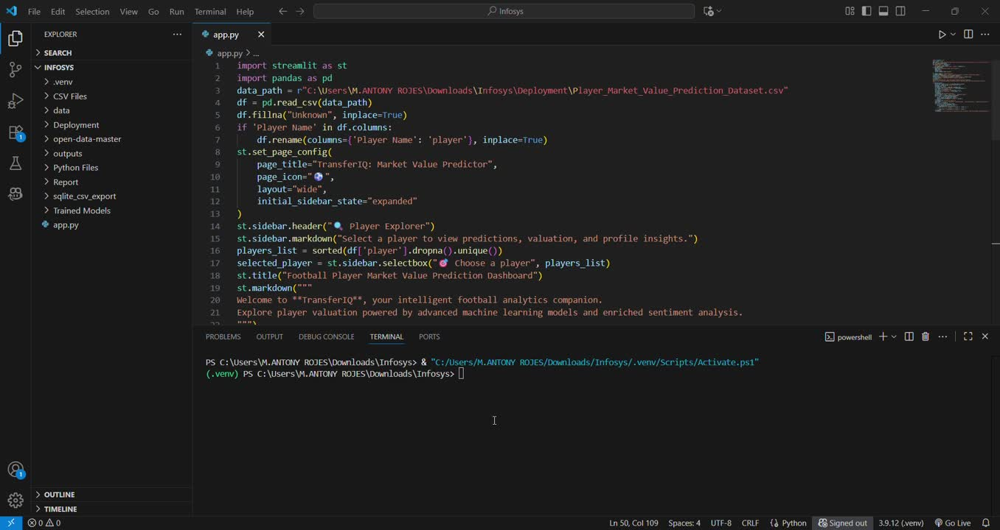 File Edit Selection View Go Run Terminal Help Infosys
EXPLORER
SEARCH
INFOSYS
.venv
CSV Files
data
Deployment
open-data-master
outputs
Python Files
Report
sqlite_csv_export
Trained Models
app.py
OUTLINE
TIMELINE
1
1
app.py
app.py > ...
1 import streamlit as st
2 import pandas as pd
3 data_path = r"C:\Users\M.ANTONY ROJES\Downloads\Infosys\Deployment\Player_Market_Value_Prediction_Dataset.csv"
4 df = pd.read_csv(data_path)
5 df.fillna("Unknown", inplace=True)
6 if 'Player Name' in df.columns:
7 df.rename(columns={'Player Name': 'player'}, inplace=True)
8 st.set_page_config(
9 page_title="TransferIQ: Market Value Predictor",
10 page_icon="⚽",
11 layout="wide",
12 initial_sidebar_state="expanded"
13 )
14 st.sidebar.header("🔍 Player Explorer")
15 st.sidebar.markdown("Select a player to view predictions, valuation, and profile insights.")
16 players_list = sorted(df['player'].dropna().unique())
17 selected_player = st.sidebar.selectbox("🎯 Choose a player", players_list)
18 st.title("Football Player Market Value Prediction Dashboard")
19 st.markdown("""
20 Welcome to **TransferIQ**, your intelligent football analytics companion.
21 Explore player valuation powered by advanced machine learning models and enriched sentiment analysis.
22 """)
PROBLEMS OUTPUT DEBUG CONSOLE TERMINAL PORTS powershell
PS C:\Users\M.ANTONY ROJES\Downloads\Infosys> & "C:/Users/M.ANTONY ROJES/Downloads/Infosys/.venv/Scripts/Activate.ps1"
(.venv) PS C:\Users\M.ANTONY ROJES\Downloads\Infosys>
0 0 Ln 50, Col 109 Spaces: 4 UTF-8 CRLF {} Python Signed out 3.9.12 (.venv) Go Live